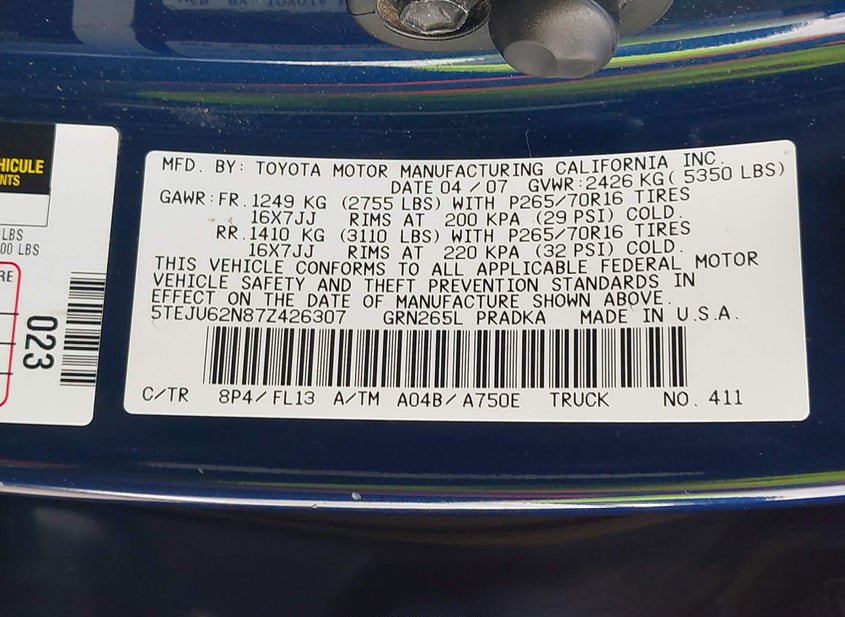 HICULE
NTS
LBS
00 LBS
RE
023
MFD. BY: TOYOTA MOTOR MANUFACTURING CALIFORNIA INC.
DATE 04 / 07 GVWR:2426 KG( 5350 LBS)
GAWR:FR.1249 KG (2755 LBS) WITH P265/70R16 TIRES
16X7JJ RIMS AT 200 KPA (29 PSI) COLD.
RR.1410 KG (3110 LBS) WITH P265/70R16 TIRES
16X7JJ RIMS AT 220 KPA (32 PSI) COLD.
THIS VEHICLE CONFORMS TO ALL APPLICABLE FEDERAL MOTOR
VEHICLE SAFETY AND THEFT PREVENTION STANDARDS IN
EFFECT ON THE DATE OF MANUFACTURE SHOWN ABOVE.
5TEJU62N87Z426307 GRN265L PRADKA MADE IN U.S.A.
C/TR 8P4/FL13 A/TM A04B/A750E TRUCK NO. 411